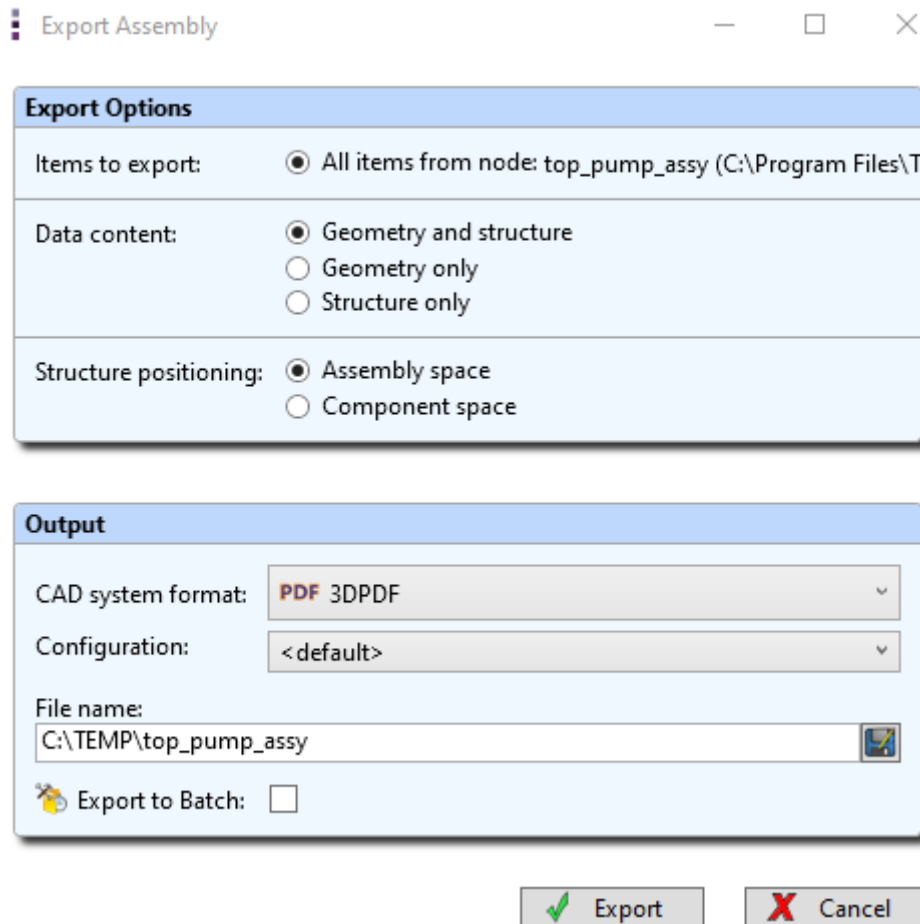 Export Assembly
Export Options
Items to export: All items from node: top_pump_assy (C:\Program Files\T
Data content: Geometry and structure
Geometry only
Structure only
Structure positioning: Assembly space
Component space
Output
CAD system format: PDF 3DPDF
Configuration: <default>
File name:
C:\TEMP\top_pump_assy
Export to Batch:
Export Cancel